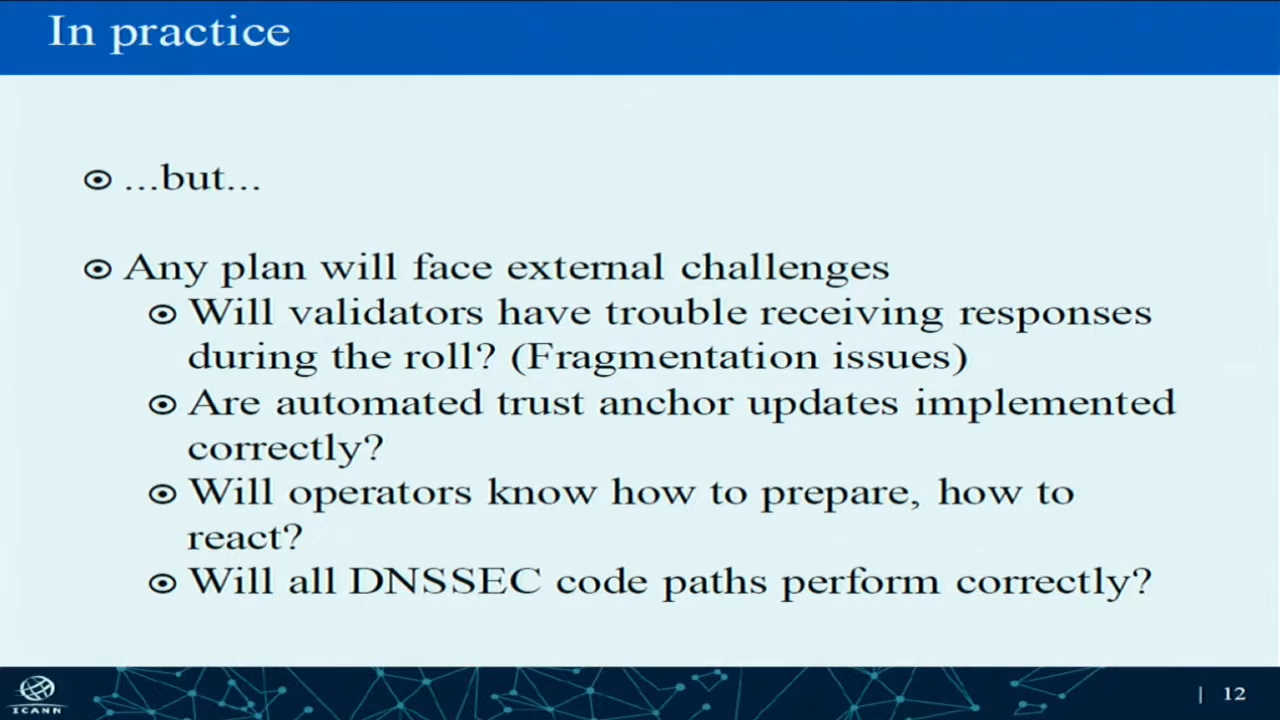 In practice
...but...
Any plan will face external challenges
Will validators have trouble receiving responses
during the roll? (Fragmentation issues)
Are automated trust anchor updates implemented
correctly?
Will operators know how to prepare, how to
react?
Will all DNSSEC code paths perform correctly?
ICANN
| 12